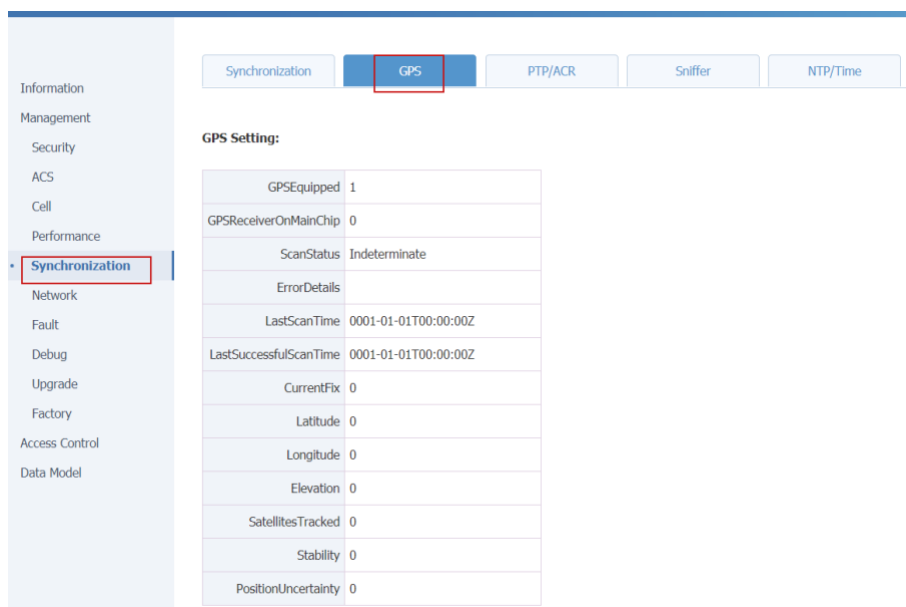 Synchronization
GPS
PTP/ACR
Sniffer
NTP/Time
Information
Management
Security
ACS
Cell
Performance
Synchronization
Network
Fault
Debug
Upgrade
Factory
Access Control
Data Model
GPS Setting:
GPSEquipped 1
GPSReceiverOnMainChip 0
ScanStatus Indeterminate
ErrorDetails
LastScanTime 0001-01-01T00:00:00Z
LastSuccessfulScanTime 0001-01-01T00:00:00Z
CurrentFix 0
Latitude 0
Longitude 0
Elevation 0
SatellitesTracked 0
Stability 0
PositionUncertainty 0